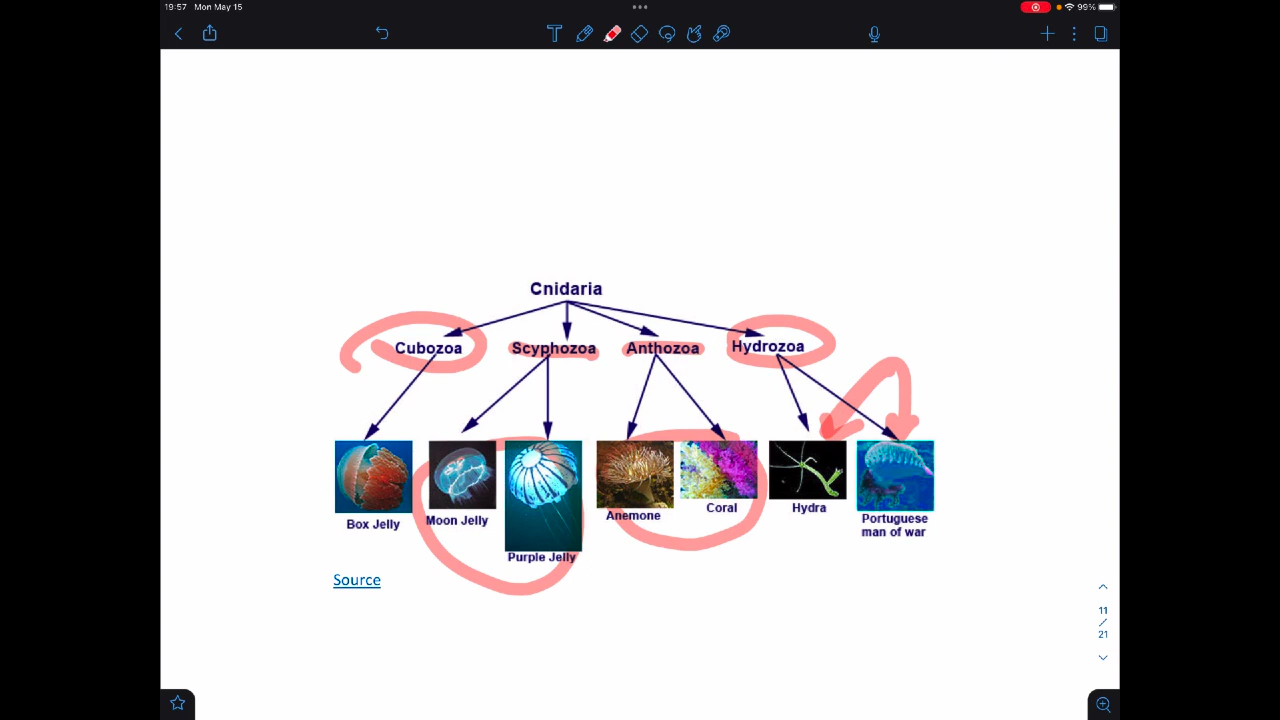 19:57 Mon May 15
99%
T
Cnidaria
Cubozoa Scyphozoa Anthozoa Hydrozoa
Box Jelly
Moon Jelly
Purple Jelly
Anemone
Coral
Hydra
Portuguese
man of war
Source
11
/
21